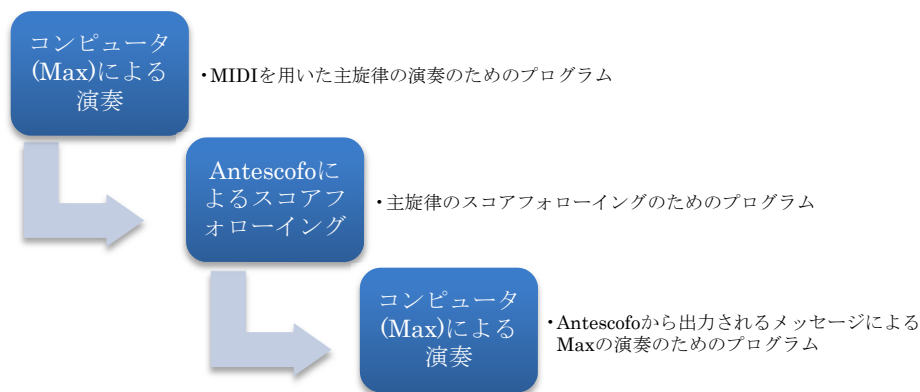 コンピュータ
(Max)による
演奏
・MIDIを用いた主旋律の演奏のためのプログラム
Antescofoに
よるスコアフ
ォローイング
・主旋律のスコアフォローイングのためのプログラム
コンピュータ
(Max)による
演奏
・Antescofoから出力されるメッセージによる
Maxの演奏のためのプログラム